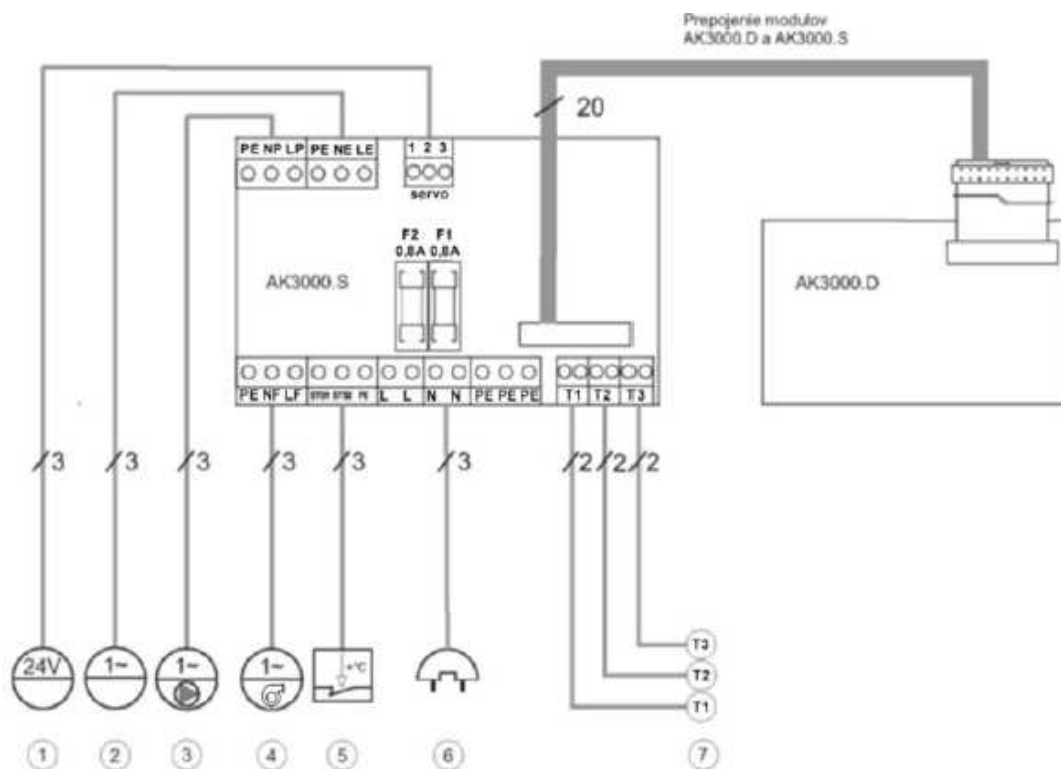 Prepojenie modulov
AK3000.D a AK3000.S
20
PE NP LP PE NE LE 1 2 3
servo
F2 F1
0,8A 0,8A
AK3000.S
AK3000.D
PE NF LF PE L L N N PE PE PE T1 T2 T3
3 3 3 3 3 3 2 2 2
T3
T2
T1
24V 1~ 1~ 1~ +°C
1 2 3 4 5 6 7